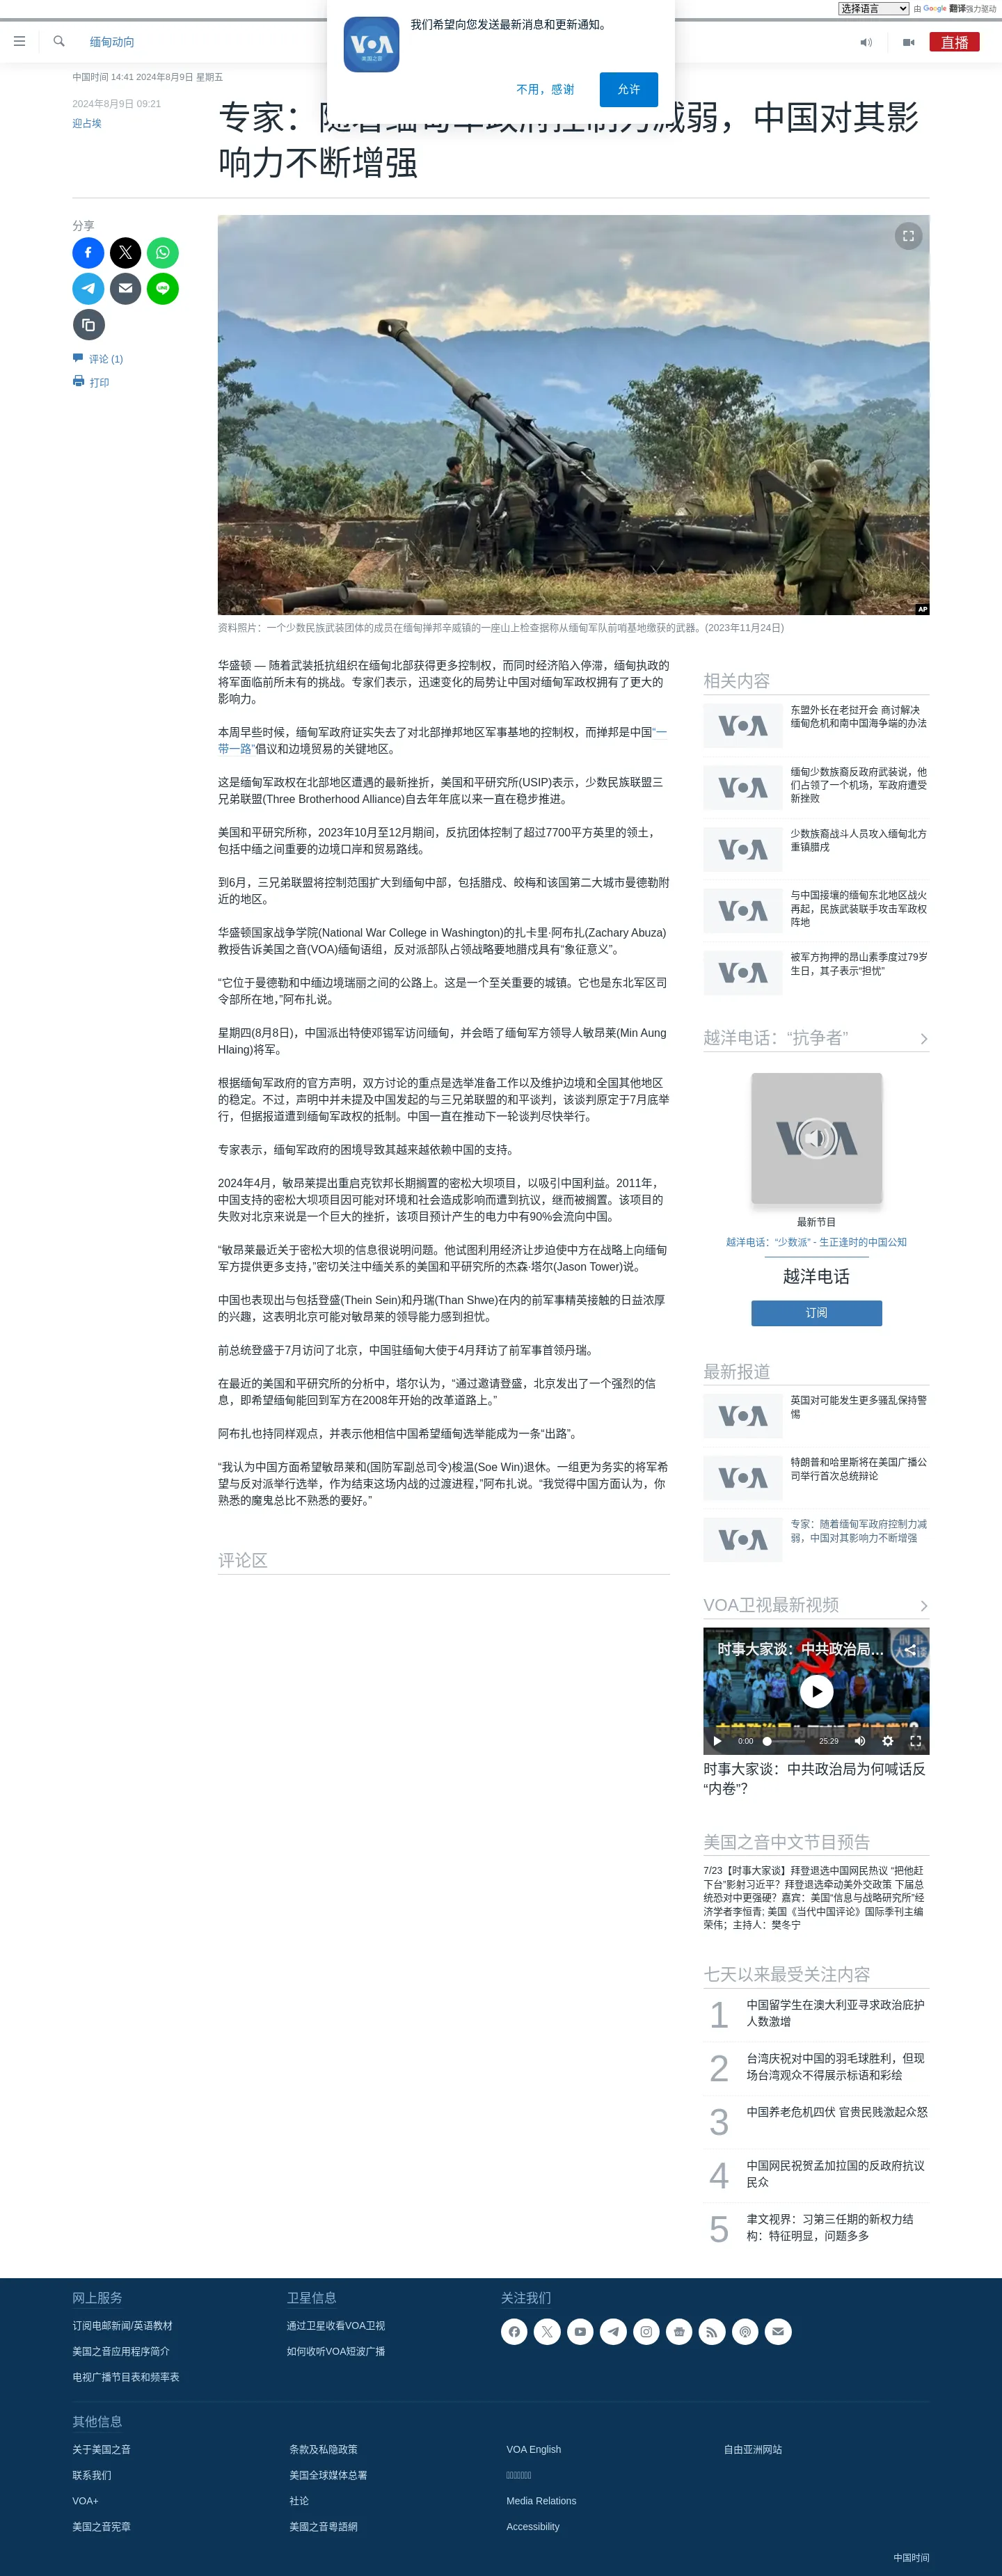 选择语言
由 Google 翻译强力驱动
缅甸动向
直播
我们希望向您发送最新消息和更新通知。
VOA
美国之音
不用，感谢
允许
中国时间 14:41 2024年8月9日 星期五
2024年8月9日 09:21
迎占埃
专家：随着缅甸军政府控制力减弱，中国对其影
响力不断增强
分享
评论 (1)
打印
AP
资料照片：一个少数民族武装团体的成员在缅甸掸邦辛咸镇的一座山上检查据称从缅甸军队前哨基地缴获的武器。(2023年11月24日)
华盛顿 — 随着武装抵抗组织在缅甸北部获得更多控制权，而同时经济陷入停滞，缅甸执政的
将军面临前所未有的挑战。专家们表示，迅速变化的局势让中国对缅甸军政权拥有了更大的
影响力。
本周早些时候，缅甸军政府证实失去了对北部掸邦地区军事基地的控制权，而掸邦是中国“一
带一路”倡议和边境贸易的关键地区。
这是缅甸军政权在北部地区遭遇的最新挫折，美国和平研究所(USIP)表示，少数民族联盟三
兄弟联盟(Three Brotherhood Alliance)自去年年底以来一直在稳步推进。
美国和平研究所称，2023年10月至12月期间，反抗团体控制了超过7700平方英里的领土，
包括中缅之间重要的边境口岸和贸易路线。
到6月，三兄弟联盟将控制范围扩大到缅甸中部，包括腊戍、皎梅和该国第二大城市曼德勒附
近的地区。
华盛顿国家战争学院(National War College in Washington)的扎卡里·阿布扎(Zachary Abuza)
教授告诉美国之音(VOA)缅甸语组，反对派部队占领战略要地腊戍具有“象征意义”。
“它位于曼德勒和中缅边境瑞丽之间的公路上。这是一个至关重要的城镇。它也是东北军区司
令部所在地，”阿布扎说。
星期四(8月8日)，中国派出特使邓锡军访问缅甸，并会晤了缅甸军方领导人敏昂莱(Min Aung
Hlaing)将军。
根据缅甸军政府的官方声明，双方讨论的重点是选举准备工作以及维护边境和全国其他地区
的稳定。不过，声明中并未提及中国发起的与三兄弟联盟的和平谈判，该谈判原定于7月底举
行，但据报道遭到缅甸军政权的抵制。中国一直在推动下一轮谈判尽快举行。
专家表示，缅甸军政府的困境导致其越来越依赖中国的支持。
2024年4月，敏昂莱提出重启克钦邦长期搁置的密松大坝项目，以吸引中国利益。2011年，
中国支持的密松大坝项目因可能对环境和社会造成影响而遭到抗议，继而被搁置。该项目的
失败对北京来说是一个巨大的挫折，该项目预计产生的电力中有90%会流向中国。
“敏昂莱最近关于密松大坝的信息很说明问题。他试图利用经济让步迫使中方在战略上向缅甸
军方提供更多支持，”密切关注中缅关系的美国和平研究所的杰森·塔尔(Jason Tower)说。
中国也表现出与包括登盛(Thein Sein)和丹瑞(Than Shwe)在内的前军事精英接触的日益浓厚
的兴趣，这表明北京可能对敏昂莱的领导能力感到担忧。
前总统登盛于7月访问了北京，中国驻缅甸大使于4月拜访了前军事首领丹瑞。
在最近的美国和平研究所的分析中，塔尔认为，“通过邀请登盛，北京发出了一个强烈的信
息，即希望缅甸能回到军方在2008年开始的改革道路上。”
阿布扎也持同样观点，并表示他相信中国希望缅甸选举能成为一条“出路”。
“我认为中国方面希望敏昂莱和(国防军副总司令)梭温(Soe Win)退休。一组更为务实的将军希
望与反对派举行选举，作为结束这场内战的过渡进程，”阿布扎说。“我觉得中国方面认为，你
熟悉的魔鬼总比不熟悉的要好。”
评论区
相关内容
东盟外长在老挝开会 商讨解决
缅甸危机和南中国海争端的办法
缅甸少数族裔反政府武装说，他
们占领了一个机场，军政府遭受
新挫败
少数族裔战斗人员攻入缅甸北方
重镇腊戌
与中国接壤的缅甸东北地区战火
再起，民族武装联手攻击军政权
阵地
被军方拘押的昂山素季度过79岁
生日，其子表示“担忧”
越洋电话：“抗争者”
最新节目
越洋电话：“少数派” - 生正逢时的中国公知
越洋电话
订阅
最新报道
英国对可能发生更多骚乱保持警
惕
特朗普和哈里斯将在美国广播公
司举行首次总统辩论
专家：随着缅甸军政府控制力减
弱，中国对其影响力不断增强
VOA卫视最新视频
时事大家谈：中共政治局…
0:00
25:29
时事大家谈：中共政治局为何喊话反
“内卷”？
美国之音中文节目预告
7/23【时事大家谈】拜登退选中国网民热议 “把他赶
下台”影射习近平？拜登退选牵动美外交政策 下届总
统恐对中更强硬？嘉宾：美国“信息与战略研究所”经
济学者李恒青; 美国《当代中国评论》国际季刊主编
荣伟；主持人：樊冬宁
七天以来最受关注内容
1 中国留学生在澳大利亚寻求政治庇护
人数激增
2 台湾庆祝对中国的羽毛球胜利，但现
场台湾观众不得展示标语和彩绘
3 中国养老危机四伏 官贵民贱激起众怒
4 中国网民祝贺孟加拉国的反政府抗议
民众
5 聿文视界：习第三任期的新权力结
构：特征明显，问题多多
网上服务
卫星信息
关注我们
订阅电邮新闻/英语教材
通过卫星收看VOA卫视
美国之音应用程序简介
如何收听VOA短波广播
电视广播节目表和频率表
其他信息
关于美国之音
条款及私隐政策
VOA English
自由亚洲网站
联系我们
美国全球媒体总署
VOA+
社论
Media Relations
美国之音宪章
美國之音粵語網
Accessibility
中国时间